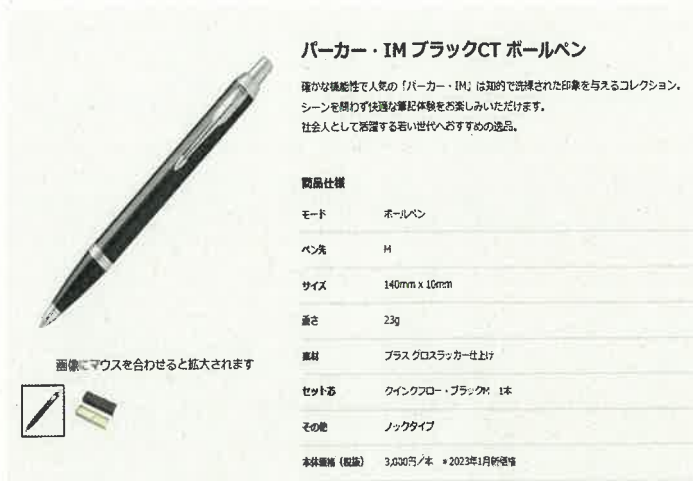 パーカー・IM ブラックCT ボールペン
確かな機能性で人気の「パーカー・IM」は知的で洗練された印象を与えるコレクション。
シーンを問わず快適な筆記体験をお楽しみいただけます。
社会人として活躍する若い世代へおすすめの逸品。
商品仕様
モード ボールペン
ペン先 M
サイズ 140mm x 10mm
重さ 23g
素材 ブラス グロスラッカー仕上げ
セット芯 クインクフロー・ブラックM 1本
その他 ノックタイプ
本体価格（税抜） 3,000円／本 *2023年1月新価格
画像にマウスを合わせると拡大されます